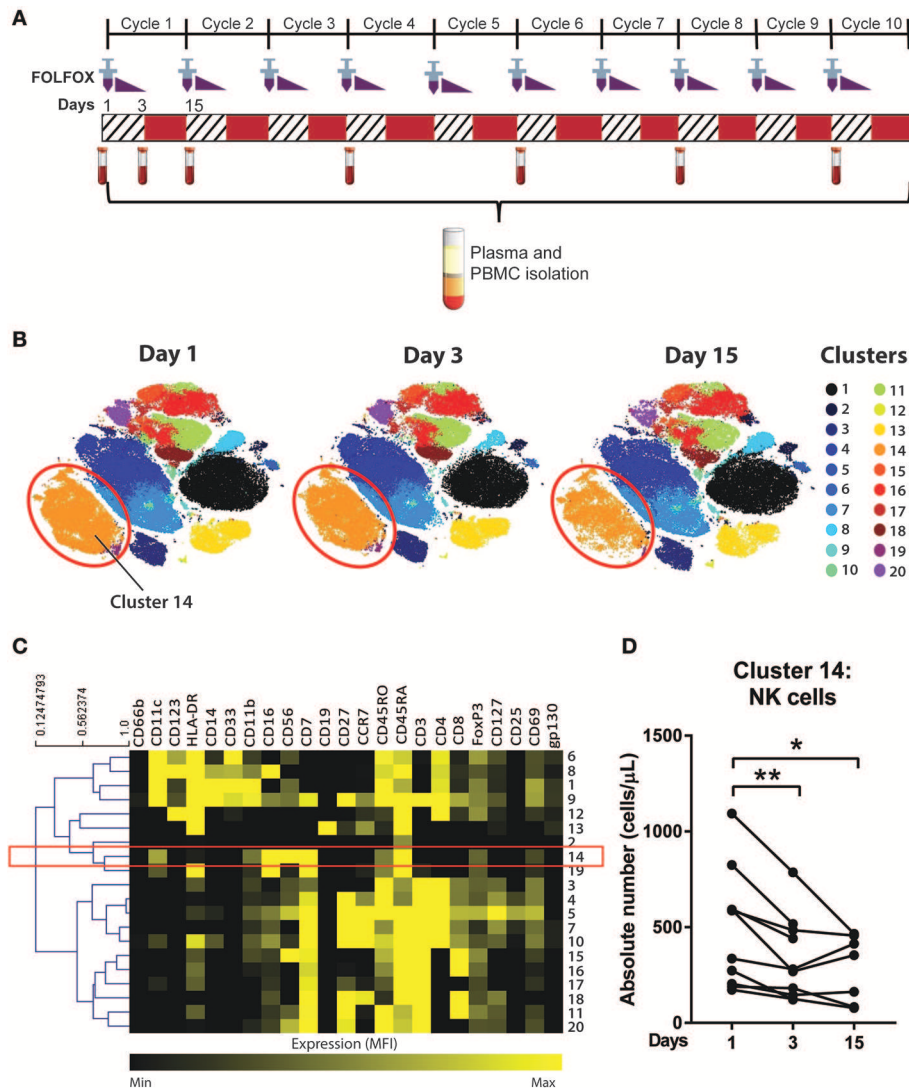 A
Cycle 1 Cycle 2 Cycle 3 Cycle 4 Cycle 5 Cycle 6 Cycle 7 Cycle 8 Cycle 9 Cycle 10
FOLFOX
Days 1 3 15
Plasma and
PBMC isolation
B
Day 1 Day 3 Day 15 Clusters
1 11
2 12
3 13
4 14
5 15
6 16
7 17
8 18
9 19
10 20
Cluster 14
C
0.12474793 0.562374 1.0
CD66b CD11c CD123 HLA-DR CD14 CD33 CD11b CD16 CD56 CD7 CD19 CD27 CCR7 CD45RO CD45RA CD3 CD4 CD8 FoxP3 CD127 CD25 CD69 gp130
6
8
1
9
12
13
2
14
19
3
4
5
7
10
15
16
17
18
11
20
Expression (MFI)
Min Max
D
Cluster 14:
NK cells
Absolute number (cells/μL)
1500
*
**
1000
500
0
Days 1 3 15